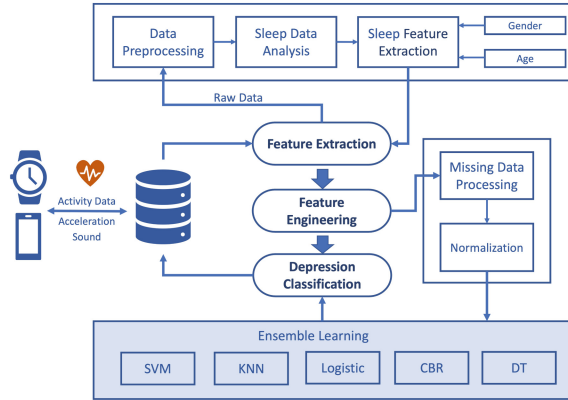 Data
Preprocessing
Sleep Data
Analysis
Sleep Feature
Extraction
Gender
Age
Raw Data
Feature Extraction
Activity Data
Acceleration
Sound
Feature
Engineering
Missing Data
Processing
Normalization
Depression
Classification
Ensemble Learning
SVM
KNN
Logistic
CBR
DT